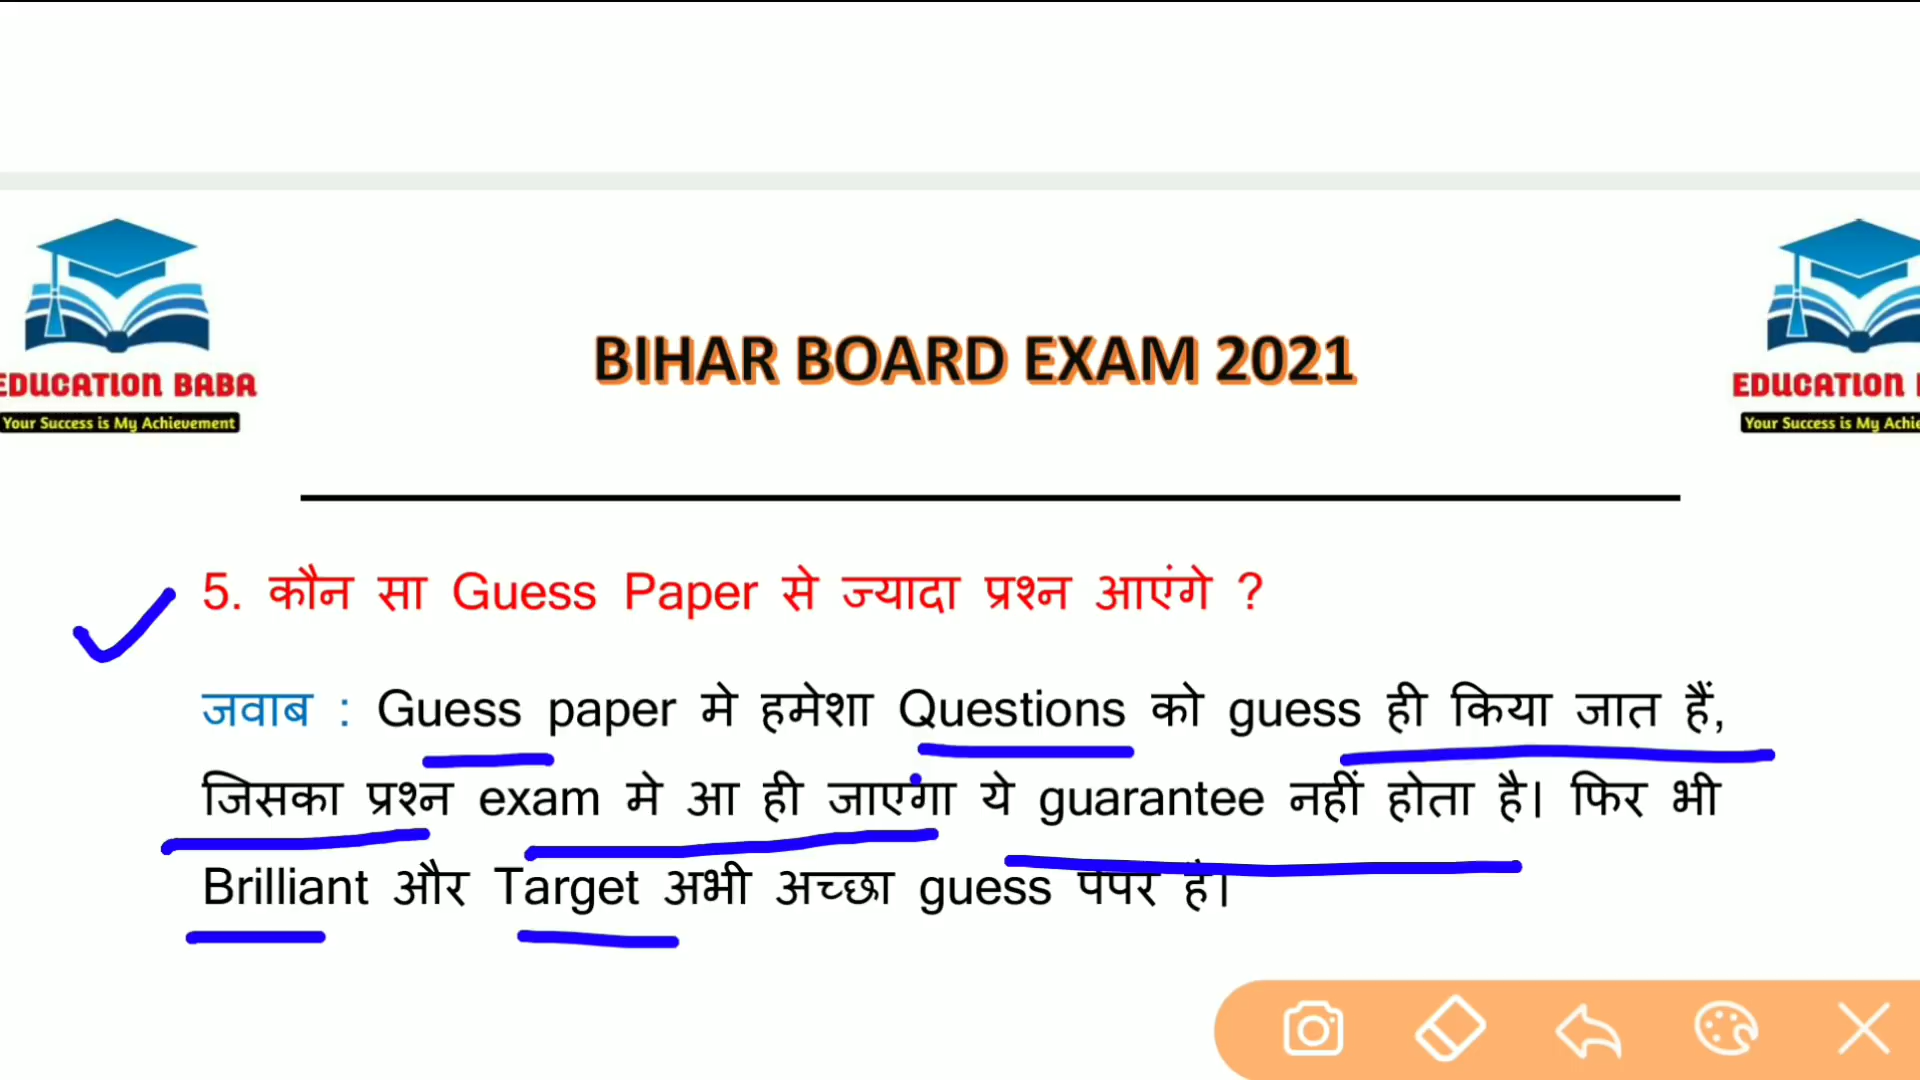 BIHAR BOARD EXAM 2021
EDUCATION BABA
Your Success is My Achievement
EDUCATION
Your Success is My
5. कौन सा Guess Paper से ज्यादा प्रश्न आएंगे ?
जवाब : Guess paper मे हमेशा Questions को guess ही किया जात हैं,
जिसका प्रश्न exam मे आ ही जाएगा ये guarantee नहीं होता है। फिर भी
Brilliant और Target अभी अच्छा guess पेपर है।